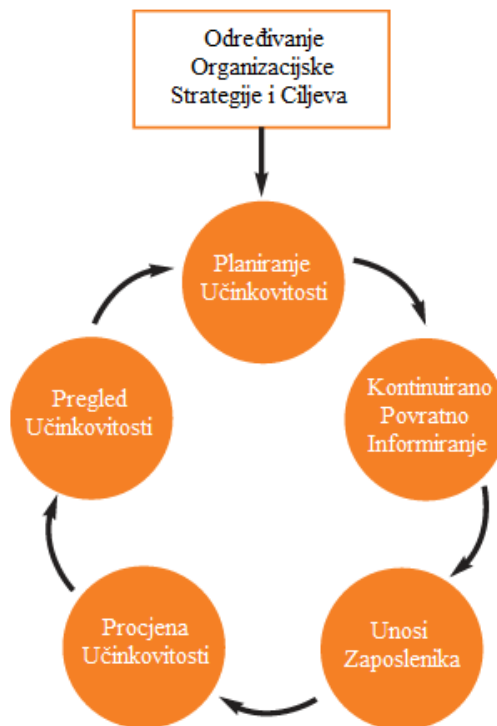 Određivanje
Organizacijske
Strategije i Ciljeva
Planiranje
Učinkovitosti
Kontinuirano
Povratno
Informiranje
Unosi
Zaposlenika
Procjena
Učinkovitosti
Pregled
Učinkovitosti